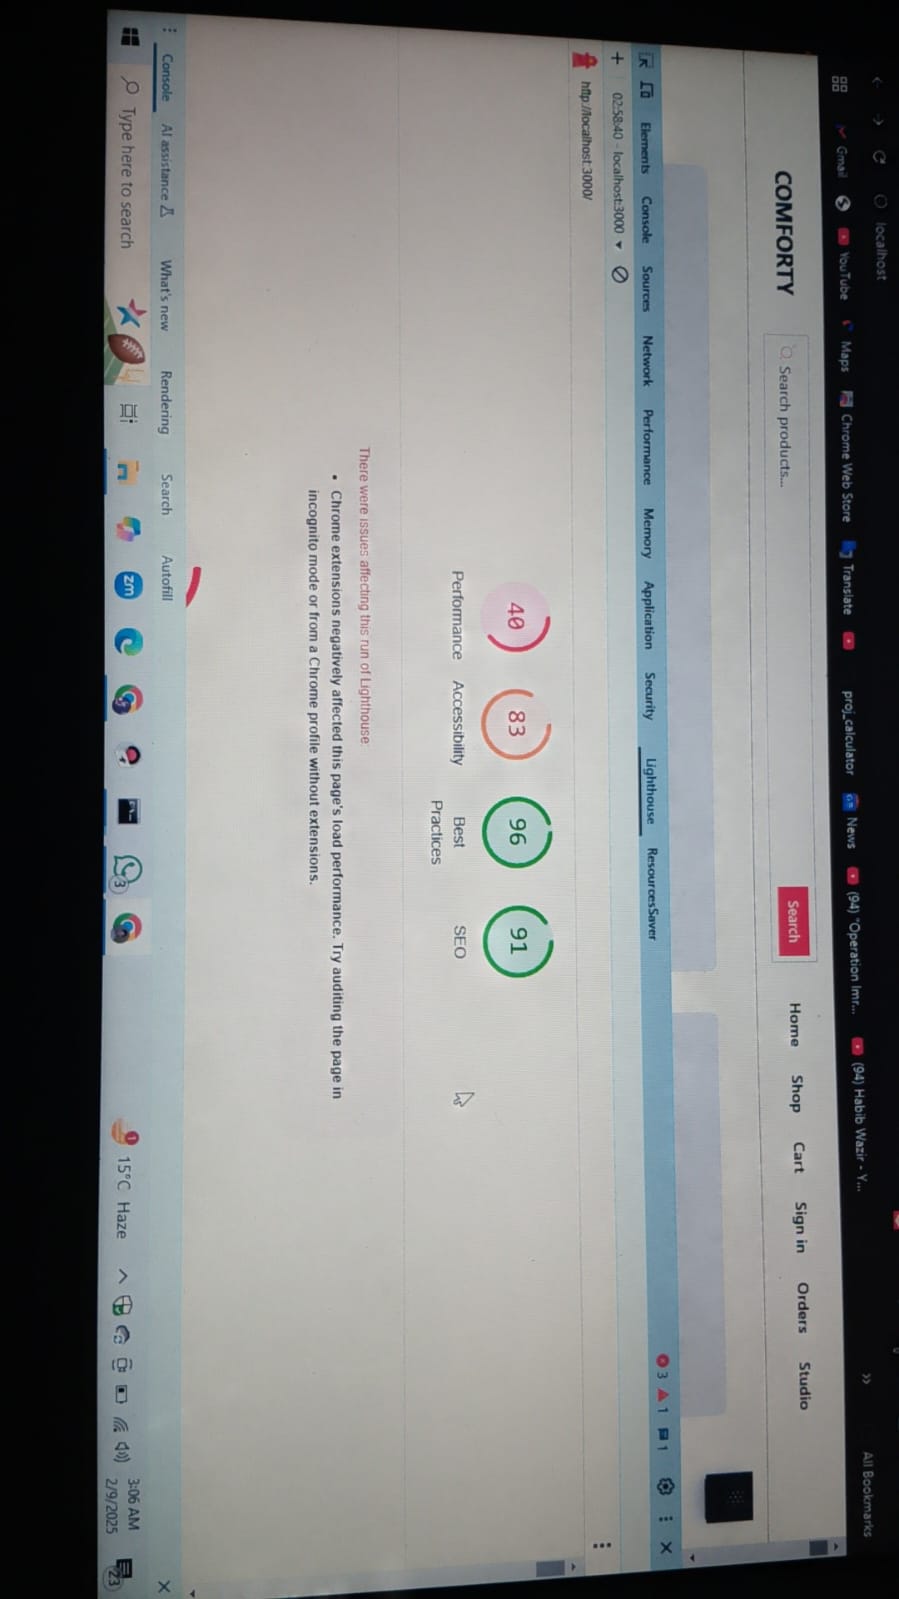 localhost
Gmail
YouTube
Maps
Chrome Web Store
Translate
proj_calculator
News
(94) "Operation Imr...
(94) Habib Wazir - Y...
All Bookmarks
COMFORTY
Search products...
Search
Home
Shop
Cart
Sign in
Orders
Studio
Elements
Console
Sources
Network
Performance
Memory
Application
Security
Lighthouse
ResourcesSaver
3
1
1
02:58:40 - localhost:3000
http://localhost:3000/
40
83
96
91
Performance
Accessibility
Best
Practices
SEO
There were issues affecting this run of Lighthouse:
• Chrome extensions negatively affected this page's load performance. Try auditing the page in
incognito mode or from a Chrome profile without extensions.
Console
AI assistance
What's new
Rendering
Search
Autofill
Type here to search
zm
3
1
15°C Haze
3:06 AM
2/9/2025
23